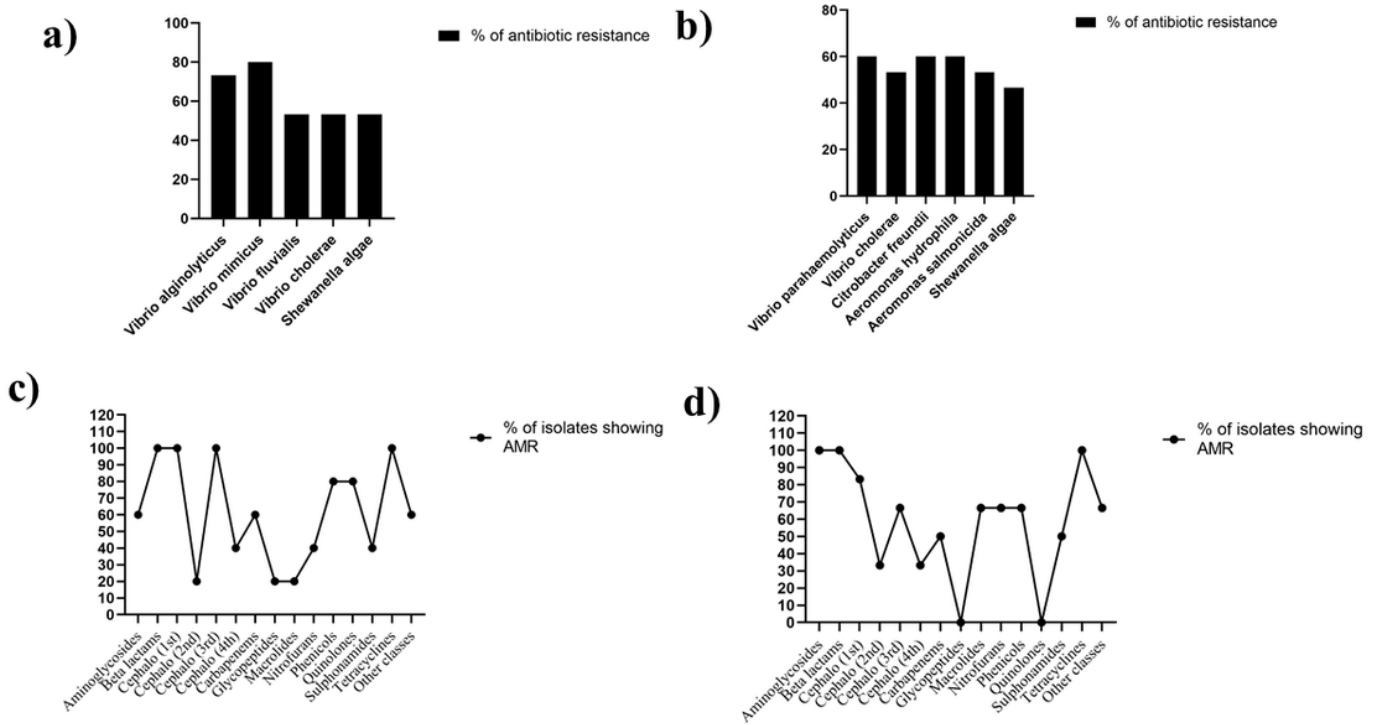 a)
% of antibiotic resistance
100
80
60
40
20
0
Vibrio alginolyticus
Vibrio mimicus
Vibrio fluvialis
Vibrio cholerae
Shewanella algae
b)
% of antibiotic resistance
80
60
40
20
0
Vibrio parahaemolyticus
Vibrio cholerae
Citrobacter freundii
Aeromonas hydrophila
Aeromonas salmonicida
Shewanella algae
c)
% of isolates showing
AMR
120
110
100
90
80
70
60
50
40
30
20
10
0
Aminoglycosides
Beta lactams
Cephalo (1st)
Cephalo (2nd)
Cephalo (3rd)
Cephalo (4th)
Carbapenems
Glycopeptides
Macrolides
Nitrofurans
Phenicols
Quinolones
Sulphonamides
Tetracyclines
Other classes
d)
% of isolates showing
AMR
120
110
100
90
80
70
60
50
40
30
20
10
0
Aminoglycosides
Beta lactams
Cephalo (1st)
Cephalo (2nd)
Cephalo (3rd)
Cephalo (4th)
Carbapenems
Glycopeptides
Macrolides
Nitrofurans
Phenicols
Quinolones
Sulphonamides
Tetracyclines
Other classes